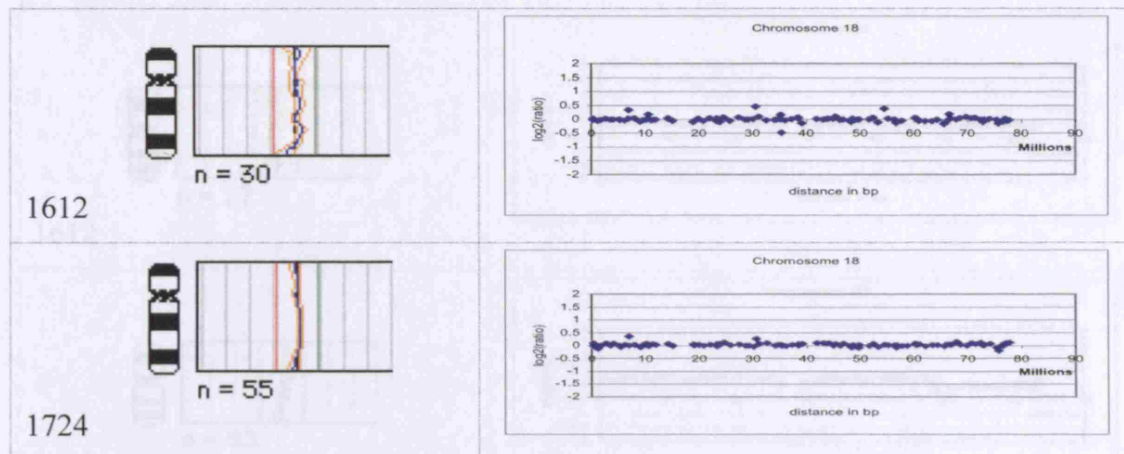 n = 30
1612
Chromosome 18
log2(ratio)
2
1.5
1
0.5
0
-0.5
-1
-1.5
-2
0 10 20 30 40 50 60 70 80 90
Millions
distance in bp
n = 55
1724
Chromosome 18
log2(ratio)
2
1.5
1
0.5
0
-0.5
-1
-1.5
-2
0 10 20 30 40 50 60 70 80 90
Millions
distance in bp